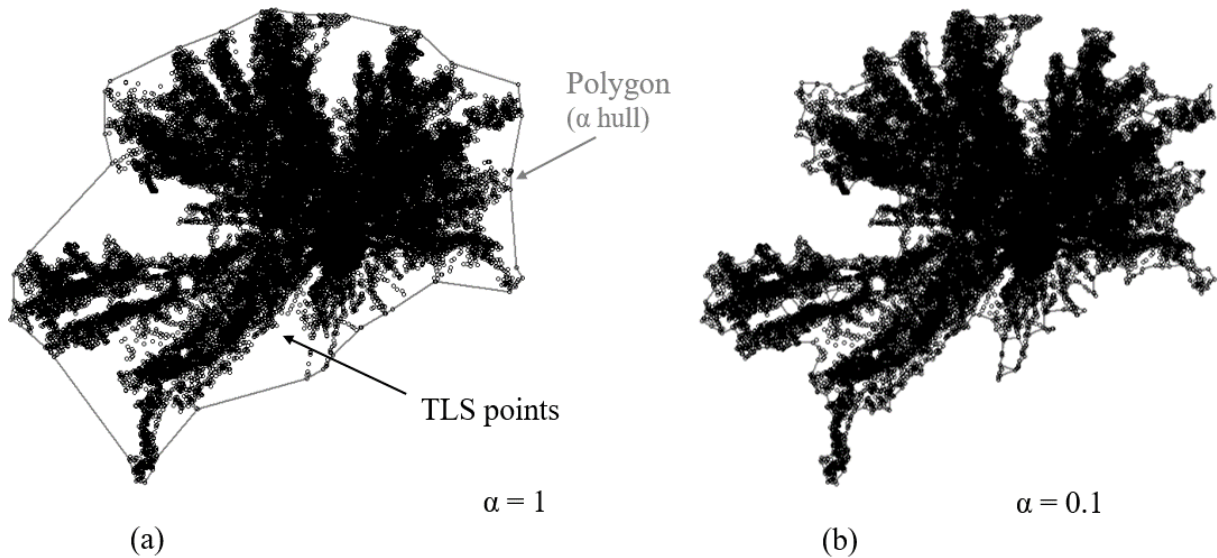 Polygon
(α hull)
TLS points
α = 1
α = 0.1
(a)
(b)